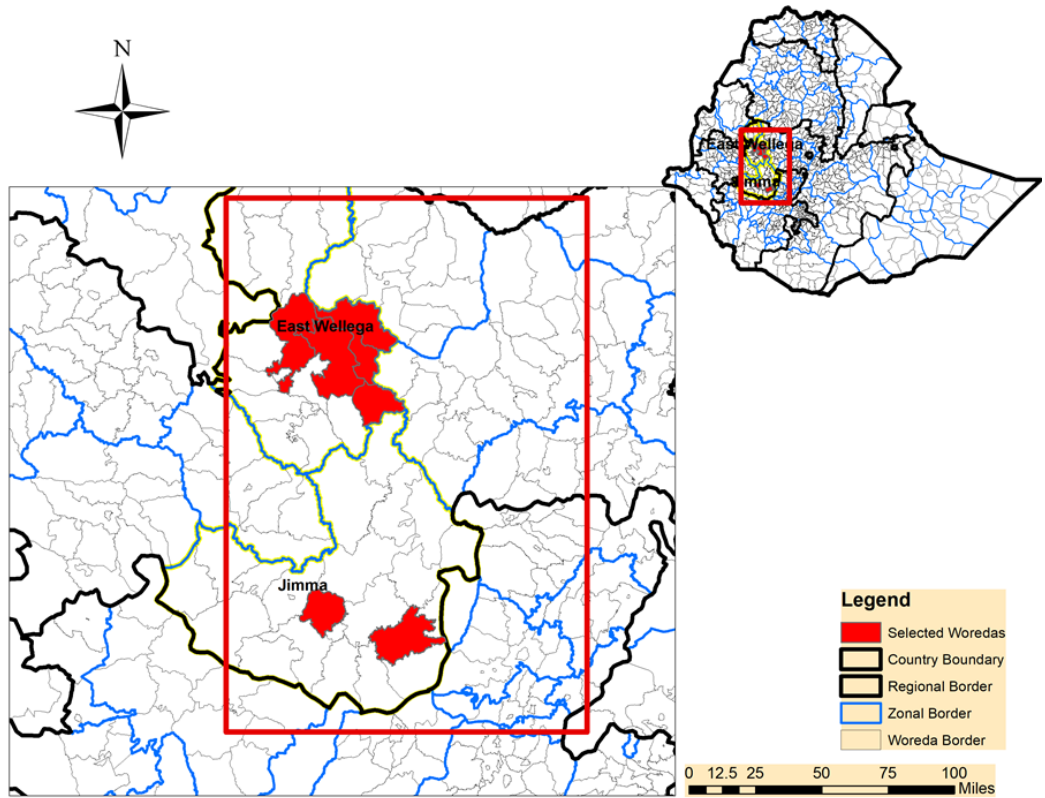 N
East Wellega
Jimma
East Wellega
Jimma
Legend
Selected Woredas
Country Boundary
Regional Border
Zonal Border
Woreda Border
0 12.5 25 50 75 100
Miles